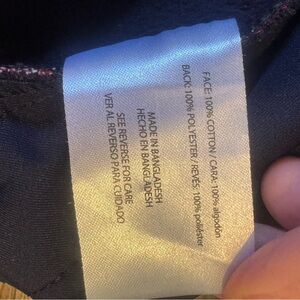 FACE: 100% COTTON / CARA: 100% algodón
BACK: 100% POLYESTER / REVÉS: 100% poliéster
MADE IN BANGLADESH
HECHO EN BANGLADESH
SEE REVERSE FOR CARE
VER AL REVERSO PARA CUIDADO